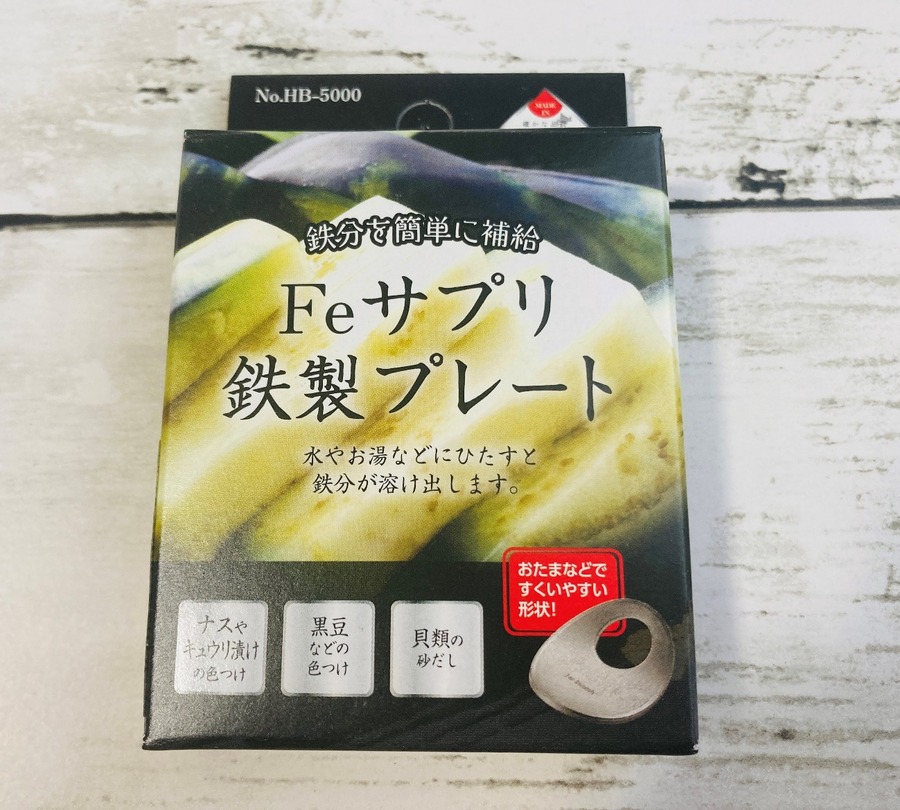 No.HB-5000
MADE
IN
鉄分を簡単に補給
Feサプリ
鉄製プレート
水やお湯などにひたすと
鉄分が溶け出します。
おたまなどで
すくいやすい
形状!
ナスや
キュウリ漬け
の色つけ
黒豆
などの
色つけ
貝類の
砂だし